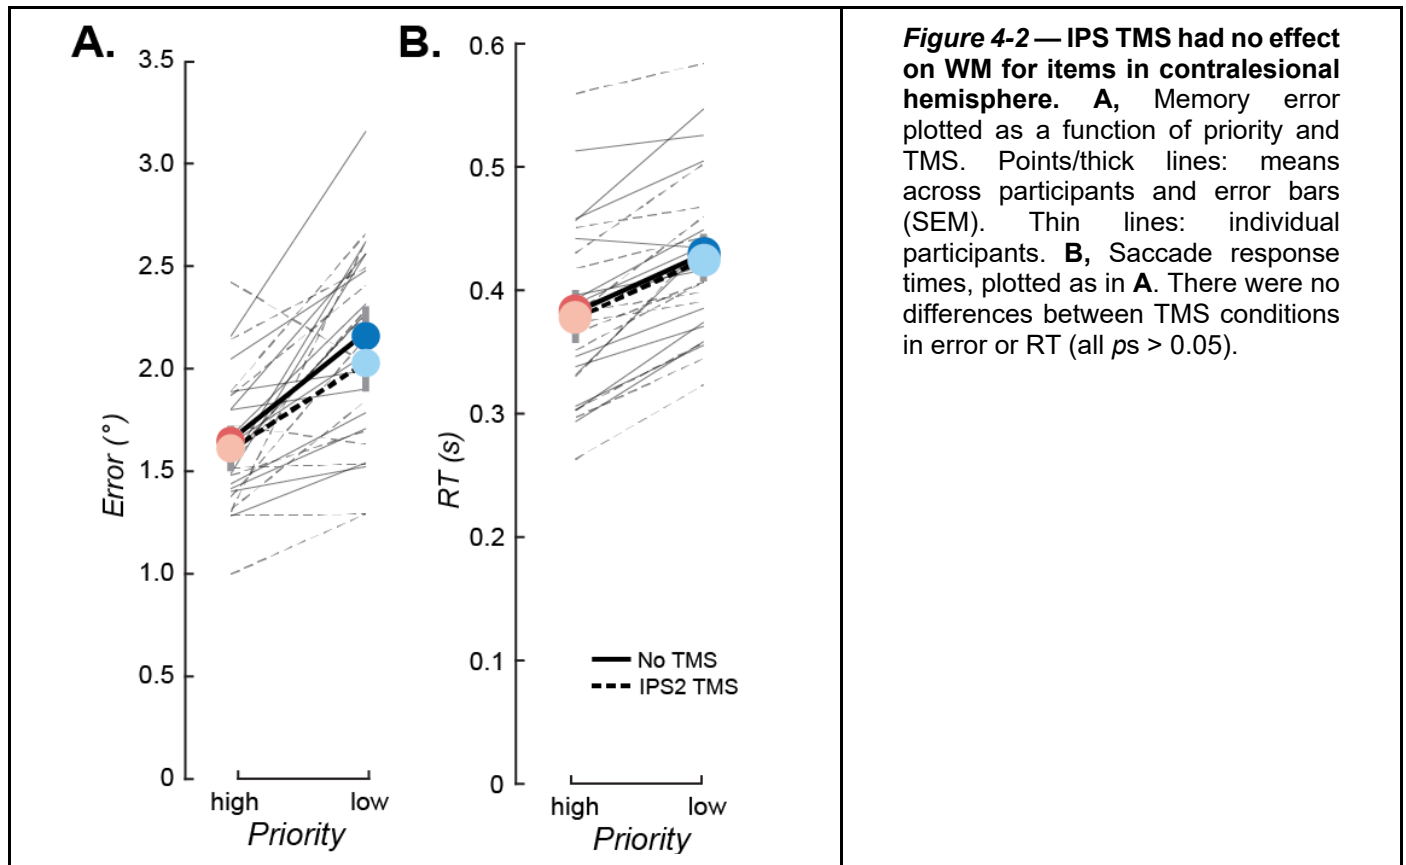 A.
3.5
3.0
2.5
2.0
1.5
1.0
0.5
0
Error (°)
high
low
Priority
B.
0.6
0.5
0.4
0.3
0.2
0.1
0
RT (s)
No TMS
IPS2 TMS
high
low
Priority
Figure 4-2 — IPS TMS had no effect
on WM for items in contralesional
hemisphere. A, Memory error
plotted as a function of priority and
TMS. Points/thick lines: means
across participants and error bars
(SEM). Thin lines: individual
participants. B, Saccade response
times, plotted as in A. There were no
differences between TMS conditions
in error or RT (all ps > 0.05).